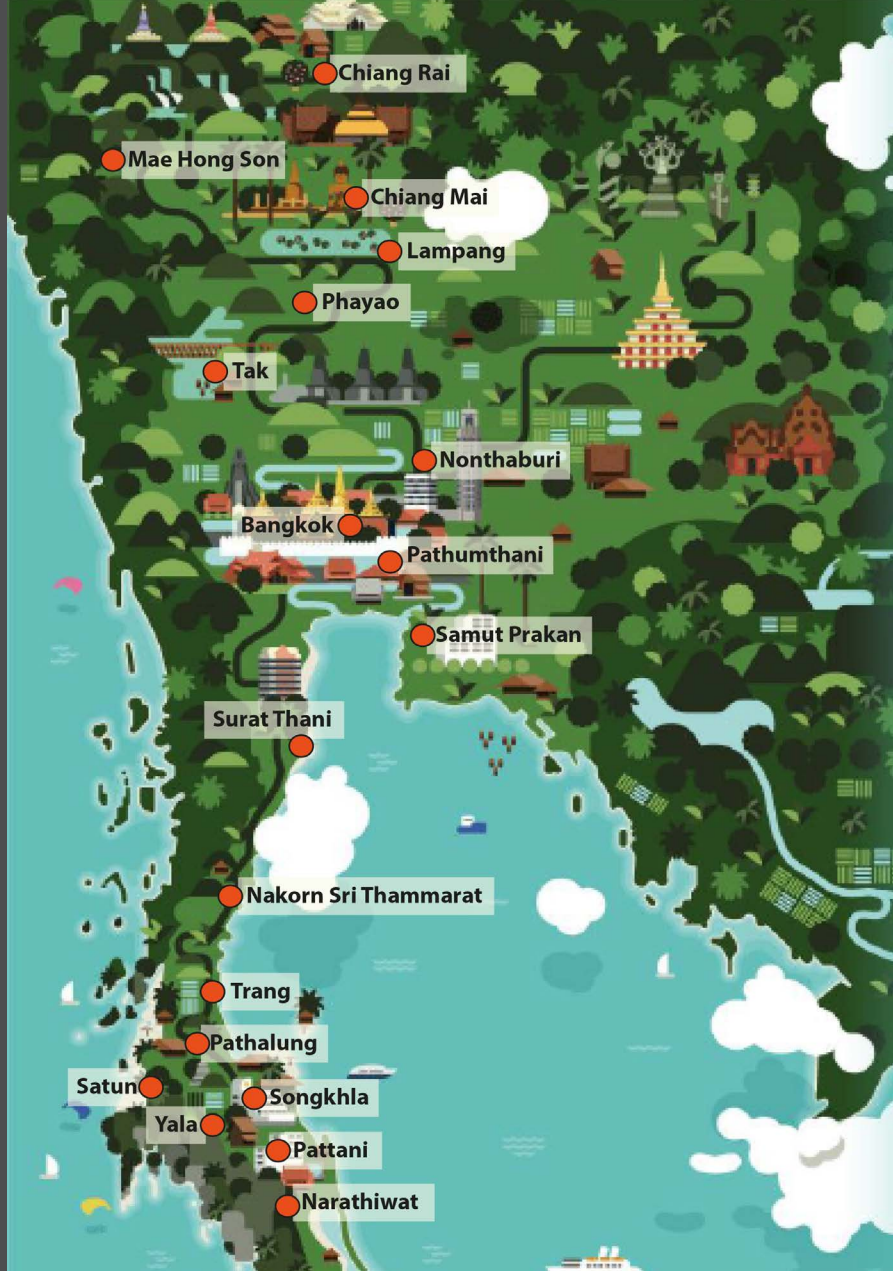 Chiang Rai
Mae Hong Son
Chiang Mai
Lampang
Phayao
Tak
Nonthaburi
Bangkok
Pathumthani
Samut Prakan
Surat Thani
Nakorn Sri Thammarat
Trang
Pathalung
Satun
Songkhla
Yala
Pattani
Narathiwat